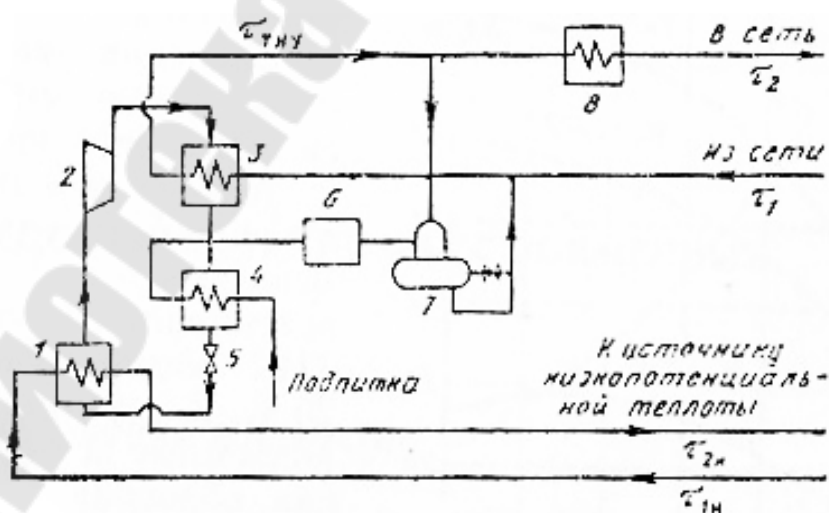 τтну
В сеть
τ₂
8
из сети
τ₁
2
3
6
4
7
1
5
Подпитка
К источнику
низкопотенциаль-
ной теплоты
τ₂н
τ₁н